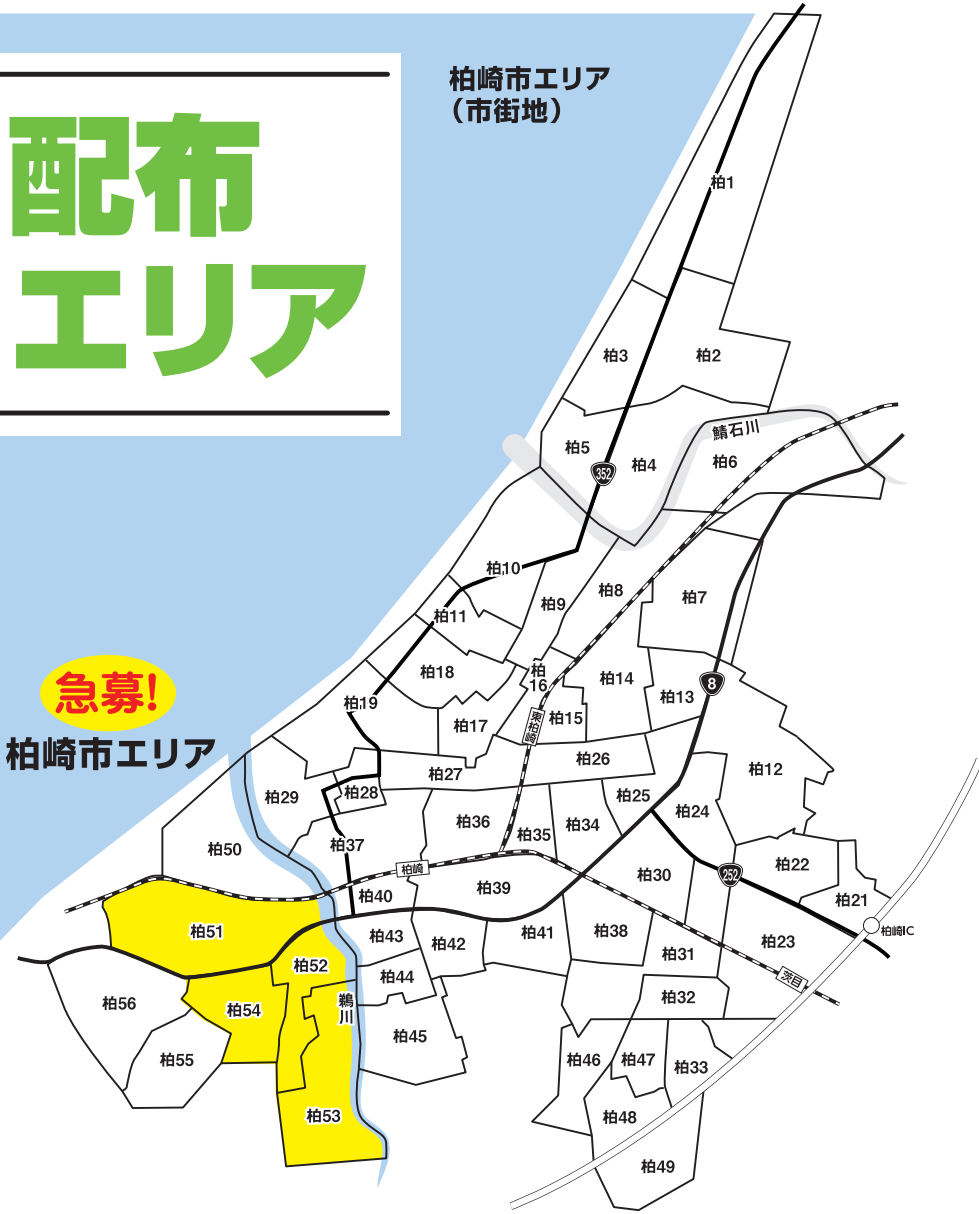 配布
エリア
柏崎市エリア
(市街地)
柏1
柏3
柏2
柏5
柏4
鯖石川
柏6
352
柏10
柏9
柏8
柏7
柏11
柏18
柏16
柏14
柏13
8
柏19
柏17
柏15
東柏崎
急募!
柏崎市エリア
柏29
柏28
柏27
柏26
柏12
柏25
柏24
柏50
柏37
柏36
柏35
柏34
柏崎
柏40
柏39
柏30
252
柏22
柏21
柏51
柏43
柏42
柏41
柏38
柏31
柏23
柏崎IC
柏52
柏44
茨目
柏56
柏54
鵜川
柏32
柏55
柏45
柏46
柏47
柏33
柏53
柏48
柏49